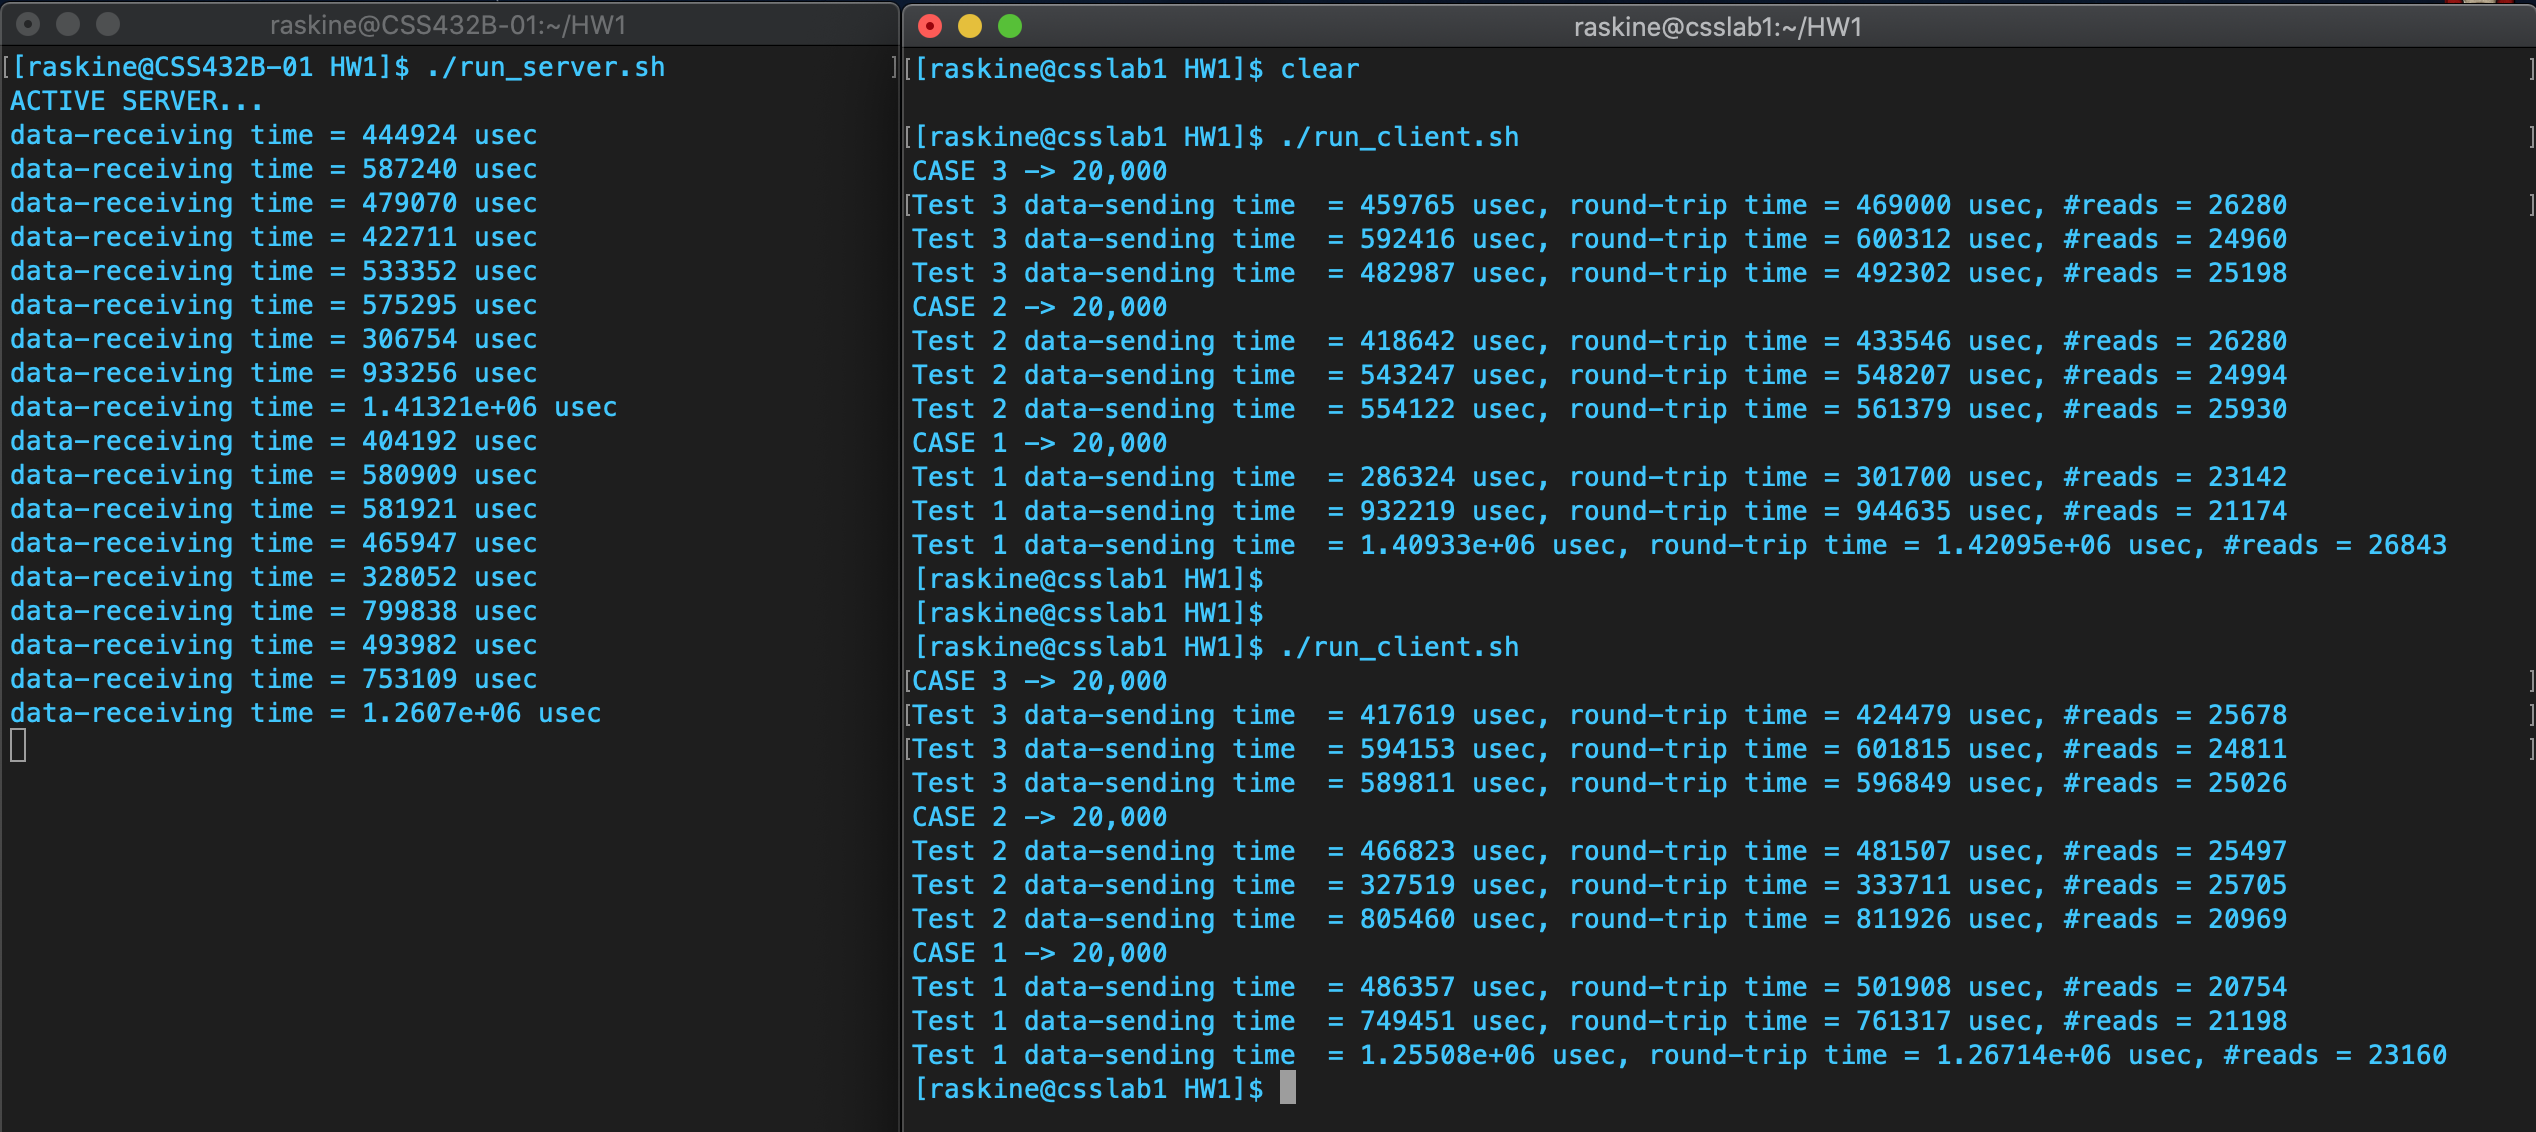 raskine@CSS432B-01:~/HW1
[[raskine@CSS432B-01 HW1]$ ./run_server.sh ]
ACTIVE SERVER...
data-receiving time = 444924 usec
data-receiving time = 587240 usec
data-receiving time = 479070 usec
data-receiving time = 422711 usec
data-receiving time = 533352 usec
data-receiving time = 575295 usec
data-receiving time = 306754 usec
data-receiving time = 933256 usec
data-receiving time = 1.41321e+06 usec
data-receiving time = 404192 usec
data-receiving time = 580909 usec
data-receiving time = 581921 usec
data-receiving time = 465947 usec
data-receiving time = 328052 usec
data-receiving time = 799838 usec
data-receiving time = 493982 usec
data-receiving time = 753109 usec
data-receiving time = 1.2607e+06 usec
raskine@csslab1:~/HW1
[[raskine@csslab1 HW1]$ clear ]
[[raskine@csslab1 HW1]$ ./run_client.sh ]
CASE 3 -> 20,000
[Test 3 data-sending time  = 459765 usec, round-trip time = 469000 usec, #reads = 26280 ]
Test 3 data-sending time  = 592416 usec, round-trip time = 600312 usec, #reads = 24960
Test 3 data-sending time  = 482987 usec, round-trip time = 492302 usec, #reads = 25198
CASE 2 -> 20,000
Test 2 data-sending time  = 418642 usec, round-trip time = 433546 usec, #reads = 26280
Test 2 data-sending time  = 543247 usec, round-trip time = 548207 usec, #reads = 24994
Test 2 data-sending time  = 554122 usec, round-trip time = 561379 usec, #reads = 25930
CASE 1 -> 20,000
Test 1 data-sending time  = 286324 usec, round-trip time = 301700 usec, #reads = 23142
Test 1 data-sending time  = 932219 usec, round-trip time = 944635 usec, #reads = 21174
Test 1 data-sending time  = 1.40933e+06 usec, round-trip time = 1.42095e+06 usec, #reads = 26843
[raskine@csslab1 HW1]$
[raskine@csslab1 HW1]$
[raskine@csslab1 HW1]$ ./run_client.sh
[CASE 3 -> 20,000 ]
[Test 3 data-sending time  = 417619 usec, round-trip time = 424479 usec, #reads = 25678 ]
[Test 3 data-sending time  = 594153 usec, round-trip time = 601815 usec, #reads = 24811 ]
Test 3 data-sending time  = 589811 usec, round-trip time = 596849 usec, #reads = 25026
CASE 2 -> 20,000
Test 2 data-sending time  = 466823 usec, round-trip time = 481507 usec, #reads = 25497
Test 2 data-sending time  = 327519 usec, round-trip time = 333711 usec, #reads = 25705
Test 2 data-sending time  = 805460 usec, round-trip time = 811926 usec, #reads = 20969
CASE 1 -> 20,000
Test 1 data-sending time  = 486357 usec, round-trip time = 501908 usec, #reads = 20754
Test 1 data-sending time  = 749451 usec, round-trip time = 761317 usec, #reads = 21198
Test 1 data-sending time  = 1.25508e+06 usec, round-trip time = 1.26714e+06 usec, #reads = 23160
[raskine@csslab1 HW1]$